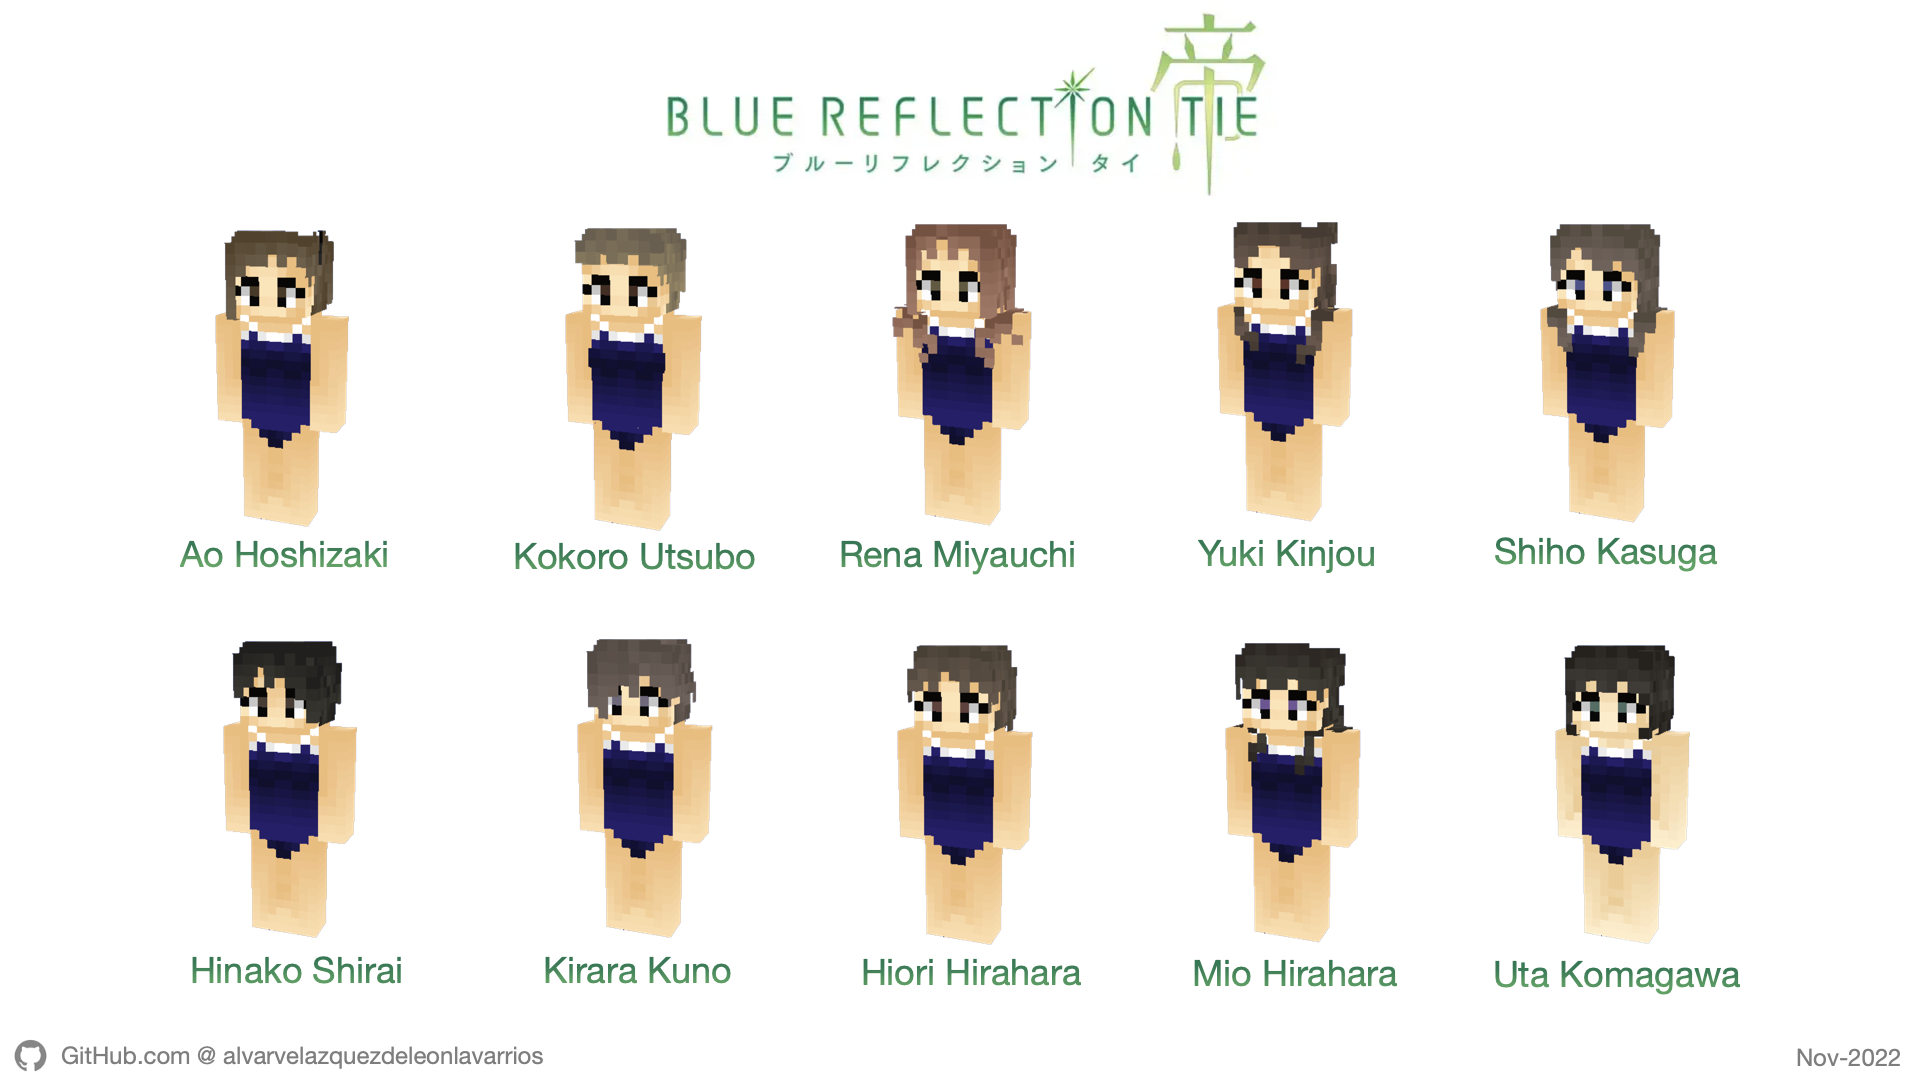 帝
BLUE REFLECTION TIE
ブルーリフレクション タイ
Ao Hoshizaki
Kokoro Utsubo
Rena Miyauchi
Yuki Kinjou
Shiho Kasuga
Hinako Shirai
Kirara Kuno
Hiori Hirahara
Mio Hirahara
Uta Komagawa
GitHub.com @ alvarvelazquezdeleonlavarrios
Nov-2022